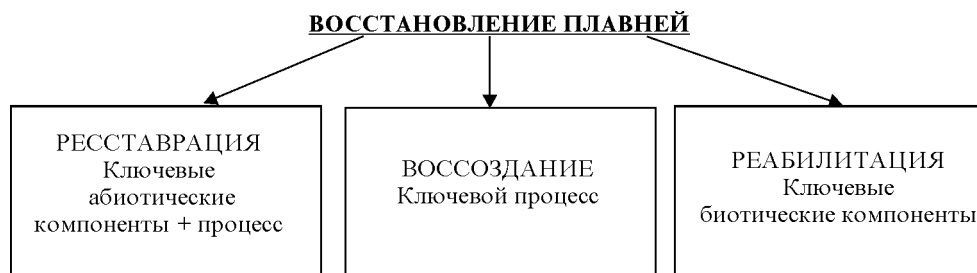 ВОССТАНОВЛЕНИЕ ПЛАВНЕЙ
РЕССТАВРАЦИЯ
Ключевые
абиотические
компоненты + процесс
ВОССОЗДАНИЕ
Ключевой процесс
РЕАБИЛИТАЦИЯ
Ключевые
биотические компоненты